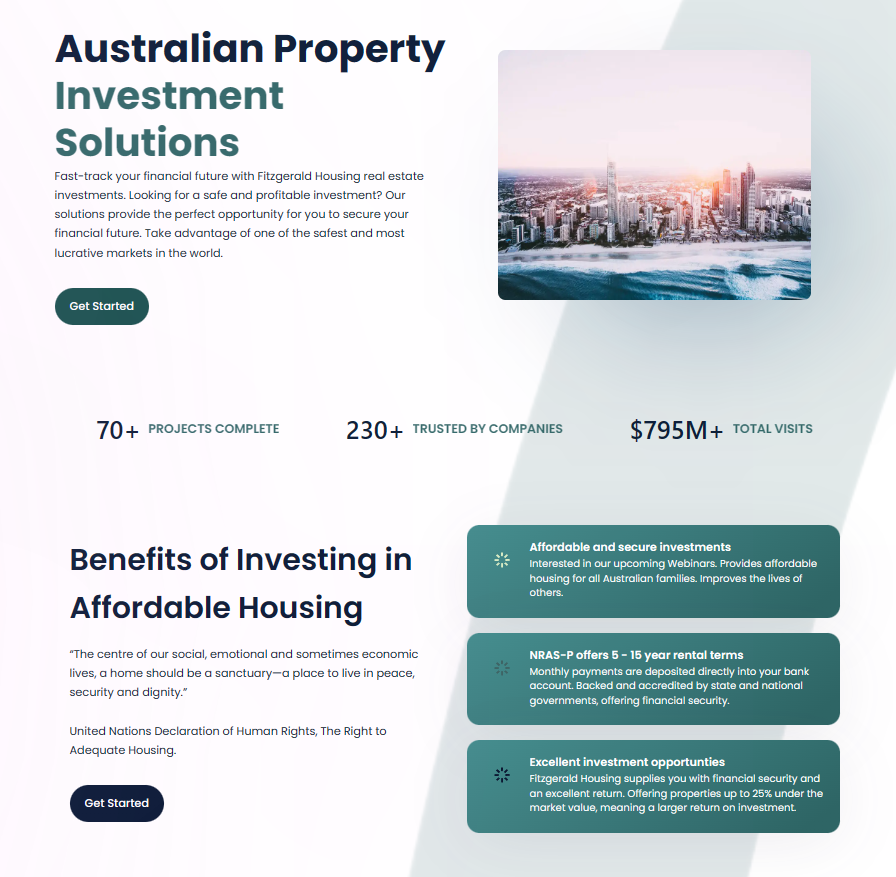 Australian Property
Investment
Solutions
Fast-track your financial future with Fitzgerald Housing real estate
investments. Looking for a safe and profitable investment? Our
solutions provide the perfect opportunity for you to secure your
financial future. Take advantage of one of the safest and most
lucrative markets in the world.
Get Started
70+ PROJECTS COMPLETE
230+ TRUSTED BY COMPANIES
$795M+ TOTAL VISITS
Benefits of Investing in
Affordable Housing
“The centre of our social, emotional and sometimes economic
lives, a home should be a sanctuary—a place to live in peace,
security and dignity.”
United Nations Declaration of Human Rights, The Right to
Adequate Housing.
Get Started
Affordable and secure investments
Interested in our upcoming Webinars. Provides affordable
housing for all Australian families. Improves the lives of
others.
NRAS-P offers 5 - 15 year rental terms
Monthly payments are deposited directly into your bank
account. Backed and accredited by state and national
governments, offering financial security.
Excellent investment opportunties
Fitzgerald Housing supplies you with financial security and
an excellent return. Offering properties up to 25% under the
market value, meaning a larger return on investment.